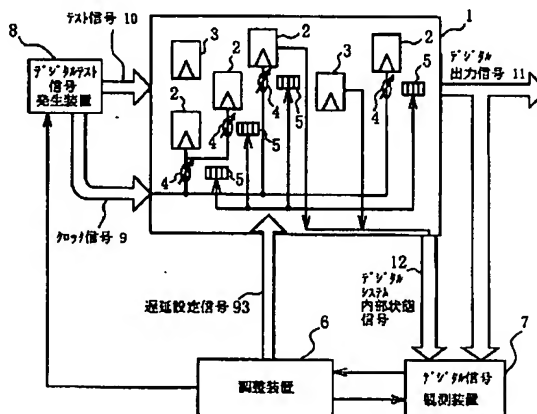 テスト信号 10
8
デジタルテスト
信号
発生装置
3
2
2
3
2
1
デジタル
出力信号 11
2
4
5
5
4
5
4
4
5
クロック信号 9
12
デジタル
システム
内部状態
信号
遅延設定信号93
6
7
調整装置
デジタル信号
観測装置